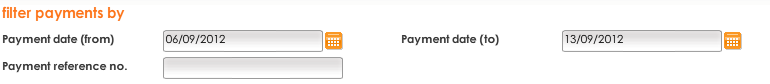 filter payments by
Payment date (from) 06/09/2012 Payment date (to) 13/09/2012
Payment reference no.